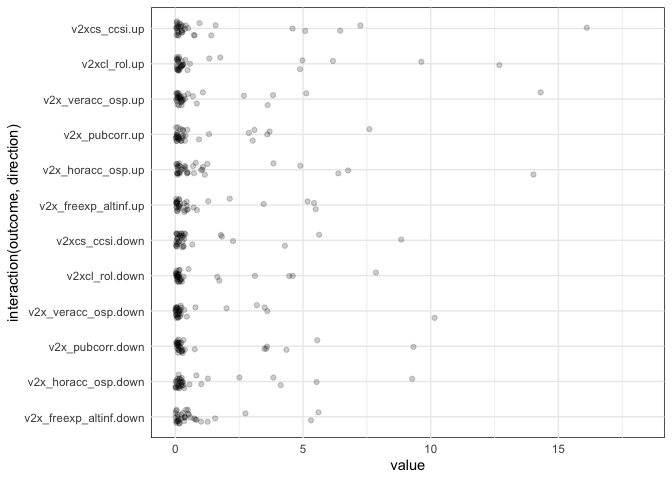 v2xcs_ccsi.up
v2xcl_rol.up
v2x_veracc_osp.up
v2x_pubcorr.up
v2x_horacc_osp.up
v2x_freexp_altinf.up
v2xcs_ccsi.down
v2xcl_rol.down
v2x_veracc_osp.down
v2x_pubcorr.down
v2x_horacc_osp.down
v2x_freexp_altinf.down
interaction(outcome, direction)
0 5 10 15
value